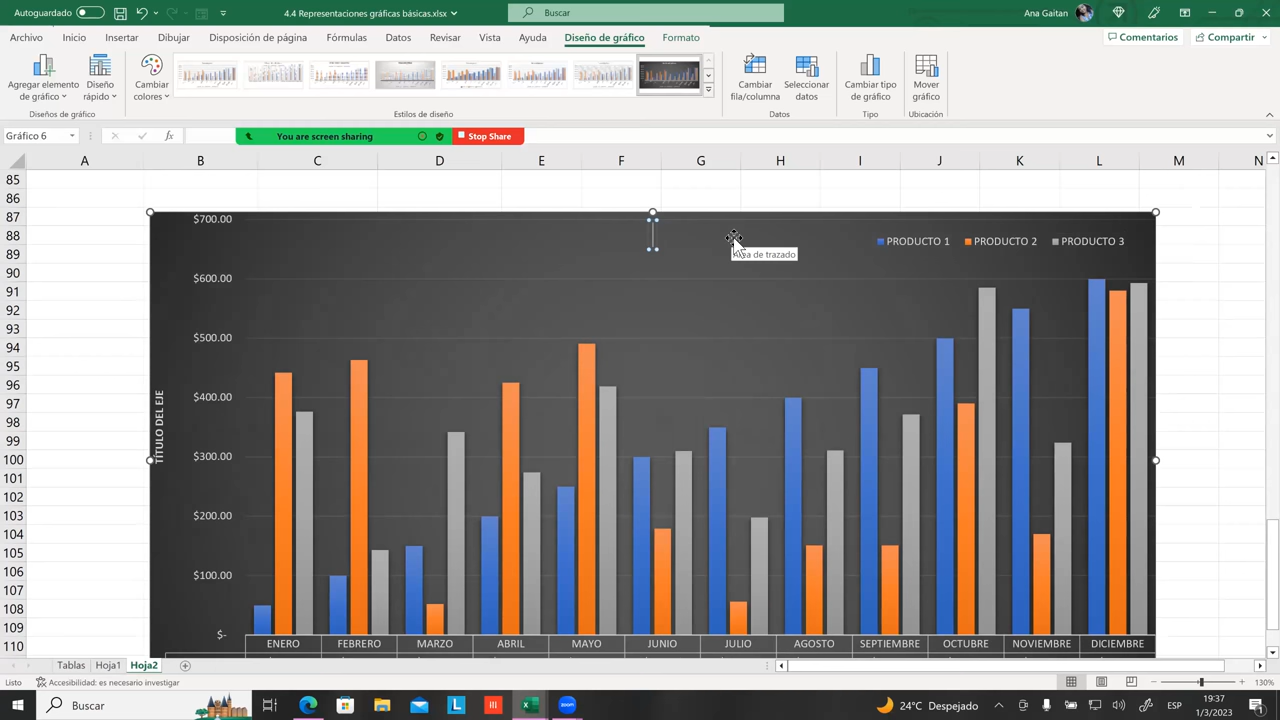 Autoguardado
4.4 Representaciones gráficas básicas.xlsx
Buscar
Ana Gaitan
Archivo Inicio Insertar Dibujar Disposición de página Fórmulas Datos Revisar Vista Ayuda Diseño de gráfico Formato
Comentarios Compartir
Agregar elemento de gráfico
Diseño rápido
Cambiar colores
Cambiar fila/columna
Seleccionar datos
Cambiar tipo de gráfico
Mover gráfico
Diseños de gráfico
Estilos de diseño
Datos
Tipo
Ubicación
Gráfico 6
fx
You are screen sharing
Stop Share
A B C D E F G H I J K L M N
85
86
87
88
89
90
91
92
93
94
95
96
97
98
99
100
101
102
103
104
105
106
107
108
109
110
PRODUCTO 1 PRODUCTO 2 PRODUCTO 3
Área de trazado
$700.00
$600.00
$500.00
$400.00
$300.00
$200.00
$100.00
$-
TÍTULO DEL EJE
ENERO FEBRERO MARZO ABRIL MAYO JUNIO JULIO AGOSTO SEPTIEMBRE OCTUBRE NOVIEMBRE DICIEMBRE
Tablas Hoja1 Hoja2
Listo
Accesibilidad: es necesario investigar
130%
Buscar
L
zoom
24°C Despejado
ESP
19:37
1/3/2023
3